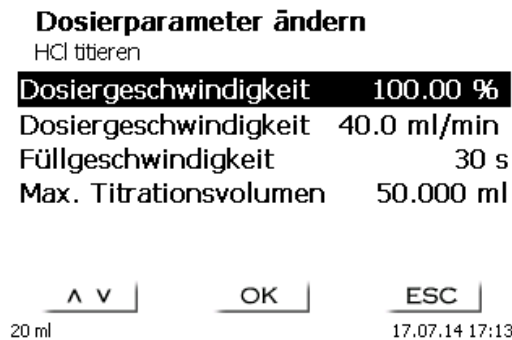 Dosierparameter ändern
HCl titieren
Dosiergeschwindigkeit 100.00 %
Dosiergeschwindigkeit 40.0 ml/min
Füllgeschwindigkeit 30 s
Max. Titrationsvolumen 50.000 ml
∧ ∨ OK ESC
20 ml 17.07.14 17:13